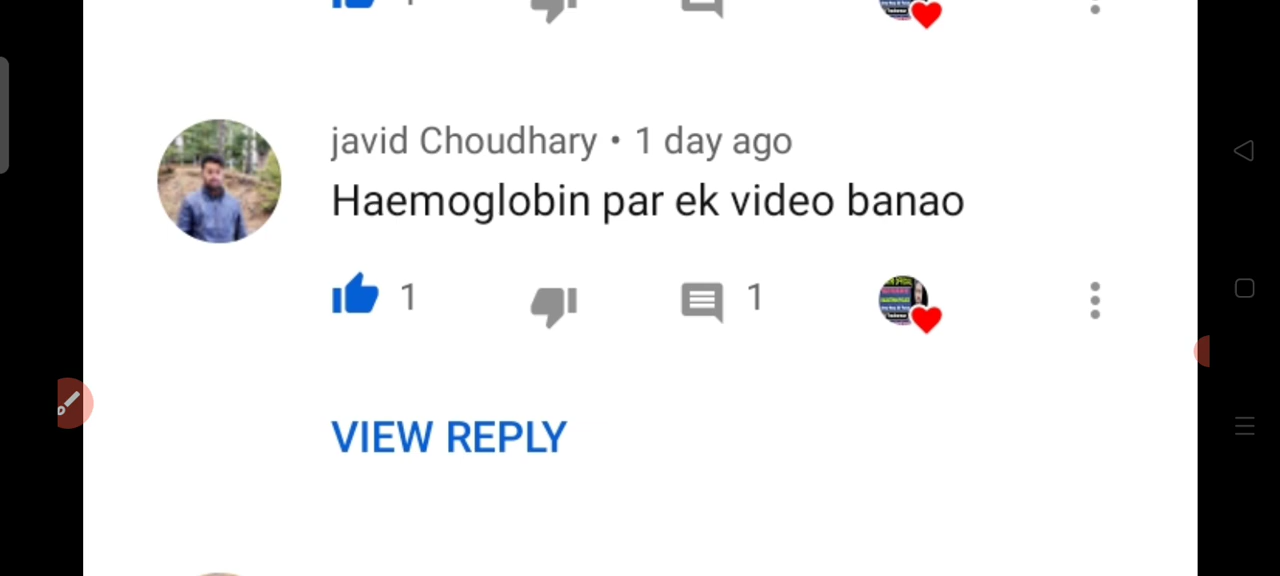 javid Choudhary • 1 day ago
Haemoglobin par ek video banao
1
1
VIEW REPLY